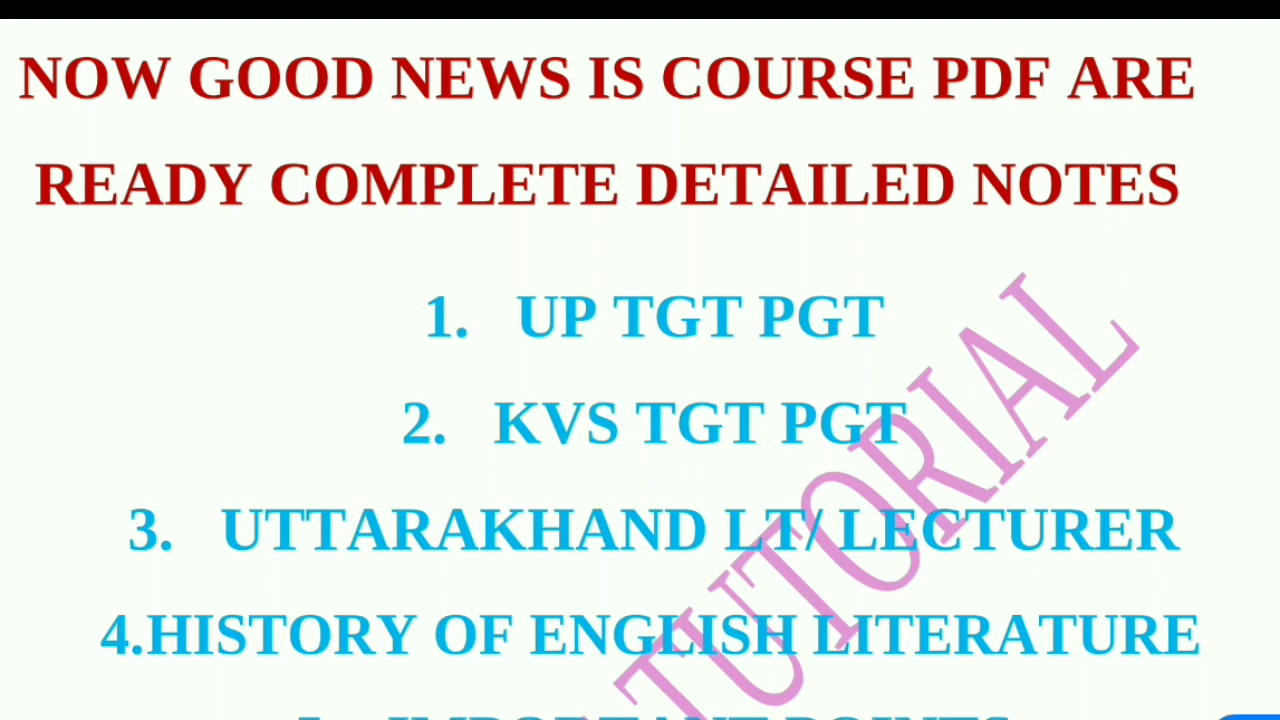 NOW GOOD NEWS IS COURSE PDF ARE
READY COMPLETE DETAILED NOTES
1. UP TGT PGT
2. KVS TGT PGT
3. UTTARAKHAND LT/ LECTURER
4.HISTORY OF ENGLISH LITERATURE
TUTORIAL